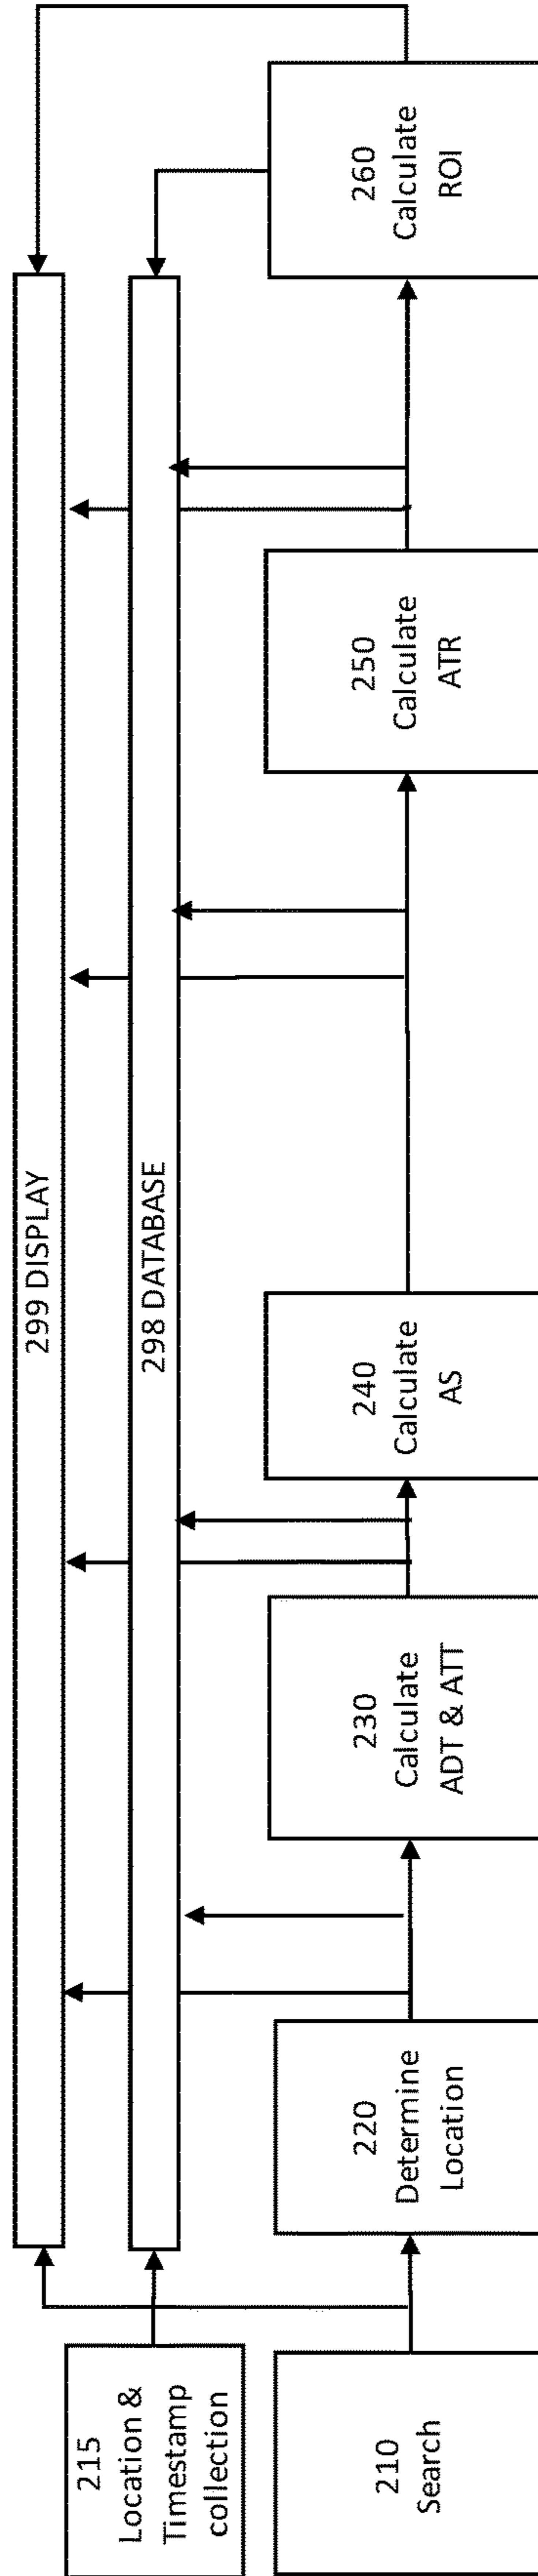 299 DISPLAY
298 DATABASE
215
Location &
Timestamp
collection
210
Search
220
Determine
Location
230
Calculate
ADT & ATT
240
Calculate
AS
250
Calculate
ATR
260
Calculate
ROI